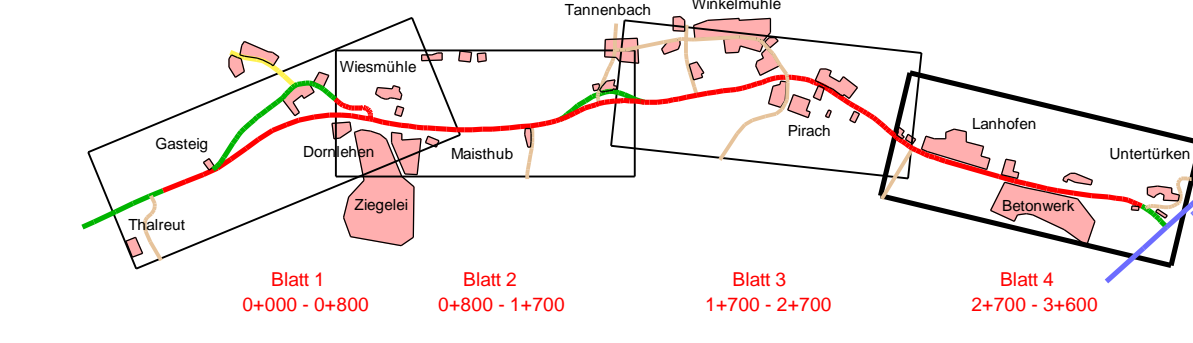 Tannenbach
Winkelmühle
Wiesmühle
Lanhofen
Pirach
Gasteig
Dornlehen
Maisthub
Untertürken
Ziegelei
Betonwerk
Thalreut
Blatt 1
0+000 - 0+800
Blatt 2
0+800 - 1+700
Blatt 3
1+700 - 2+700
Blatt 4
2+700 - 3+600